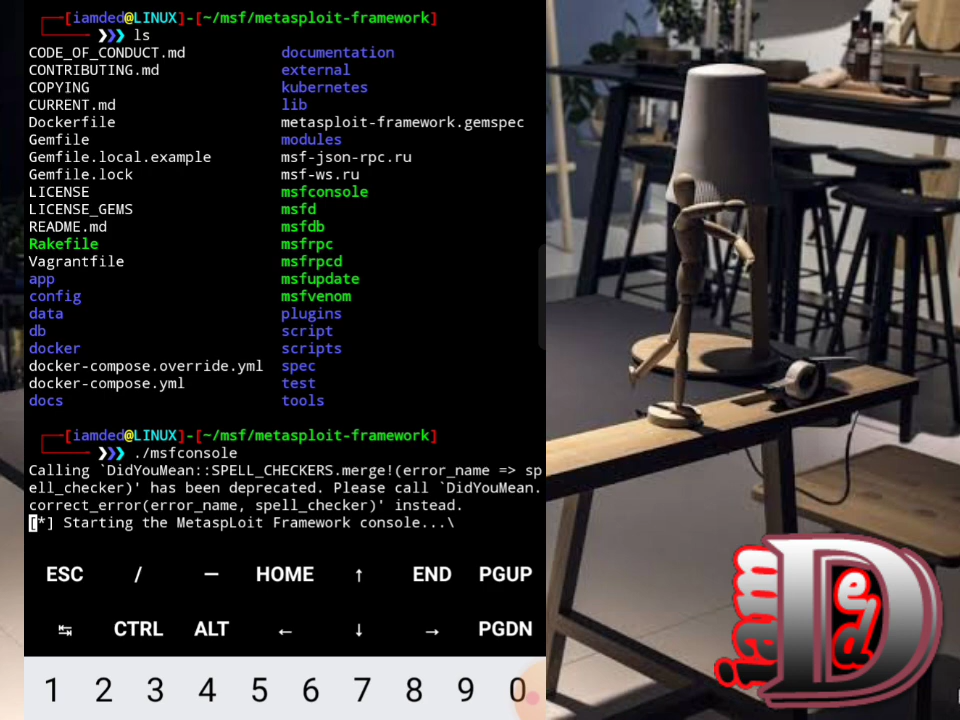 [iamded@LINUX]-[~/msf/metasploit-framework]
❯❯❯ ls
CODE_OF_CONDUCT.md documentation
CONTRIBUTING.md external
COPYING kubernetes
CURRENT.md lib
Dockerfile metasploit-framework.gemspec
Gemfile modules
Gemfile.local.example msf-json-rpc.ru
Gemfile.lock msf-ws.ru
LICENSE msfconsole
LICENSE_GEMS msfd
README.md msfdb
Rakefile msfrpc
Vagrantfile msfrpcd
app msfupdate
config msfvenom
data plugins
db script
docker scripts
docker-compose.override.yml spec
docker-compose.yml test
docs tools
[iamded@LINUX]-[~/msf/metasploit-framework]
❯❯❯ ./msfconsole
Calling `DidYouMean::SPELL_CHECKERS.merge!(error_name => sp
ell_checker)' has been deprecated. Please call `DidYouMean.
correct_error(error_name, spell_checker)' instead.
[*] Starting the MetaspLoit Framework console...\
ESC / — HOME ↑ END PGUP
↹ CTRL ALT ← ↓ → PGDN
1 2 3 4 5 6 7 8 9 0
iam D ed